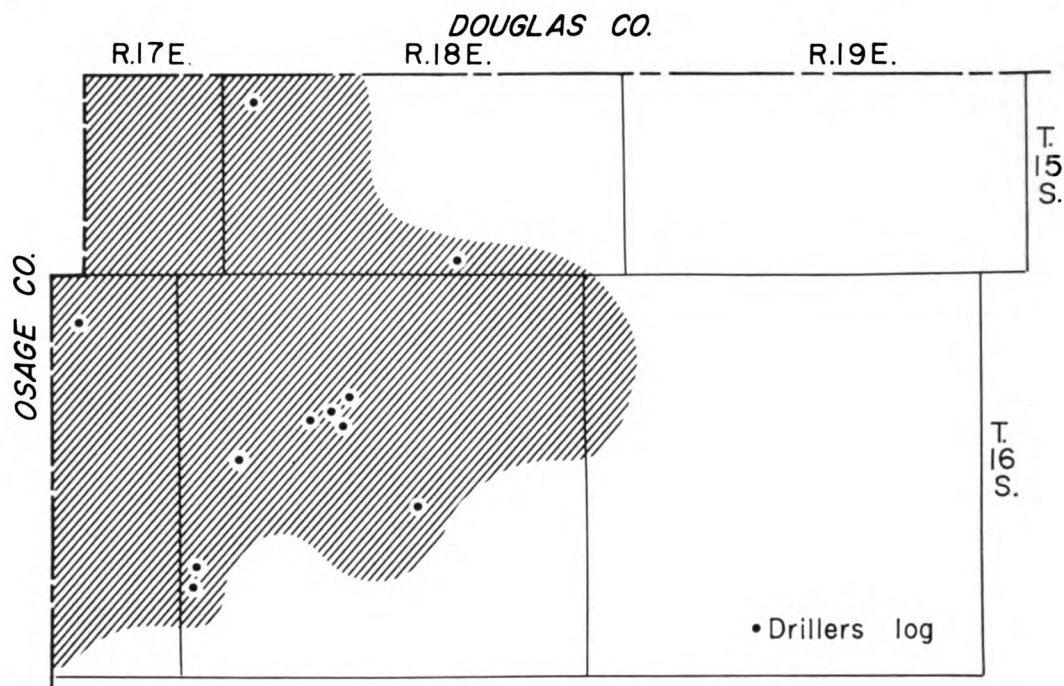 DOUGLAS CO.
R.17E.
R.18E.
R.19E.
T.
15
S.
OSAGE CO.
T.
16
S.
•Drillers log